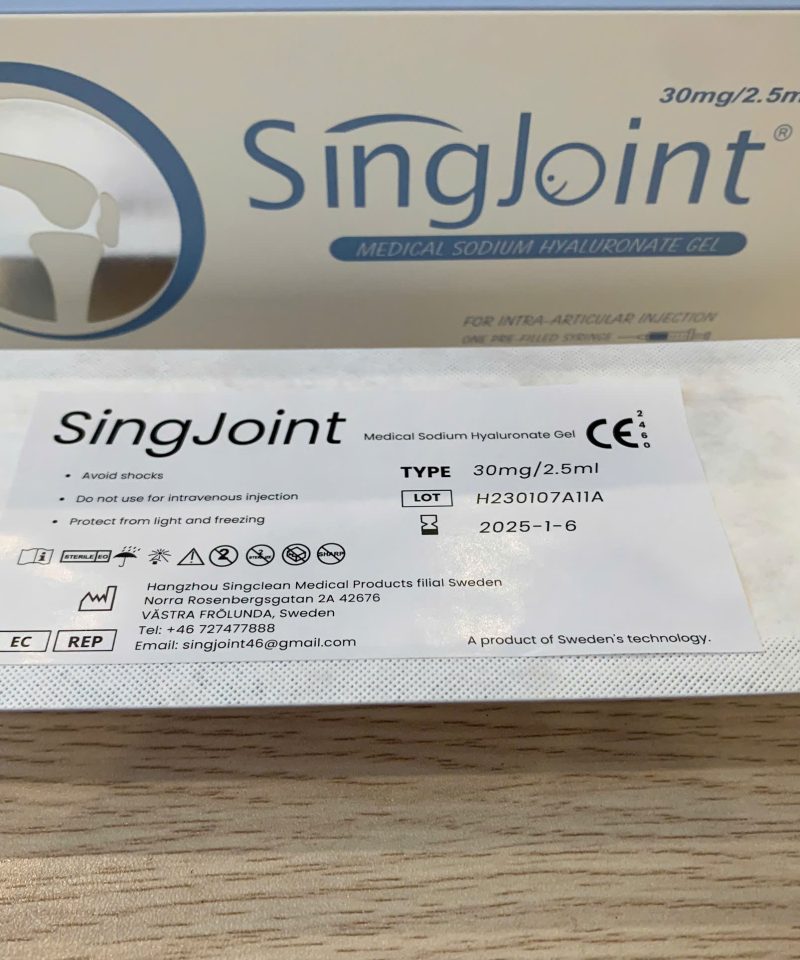 30mg/2.5m
SingJoint®
MEDICAL SODIUM HYALURONATE GEL
FOR INTRA-ARTICULAR INJECTION
ONE PRE-FILLED SYRINGE
SingJoint Medical Sodium Hyaluronate Gel CE 2460
• Avoid shocks
• Do not use for intravenous injection
• Protect from light and freezing
TYPE 30mg/2.5ml
LOT H230107A11A
2025-1-6
STERILE EO
SHARP
Hangzhou Singclean Medical Products filial Sweden
Norra Rosenbergsgatan 2A 42676
VÄSTRA FRÖLUNDA, Sweden
Tel: +46 727477888
Email: singjoint46@gmail.com
EC REP
A product of Sweden's technology.